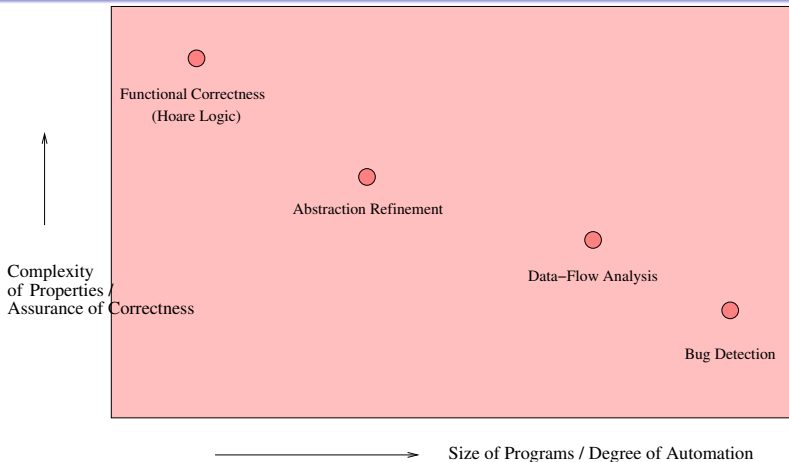 Functional Correctness
(Hoare Logic)
Abstraction Refinement
Data−Flow Analysis
Bug Detection
Complexity
of Properties /
Assurance of Correctness
Size of Programs / Degree of Automation